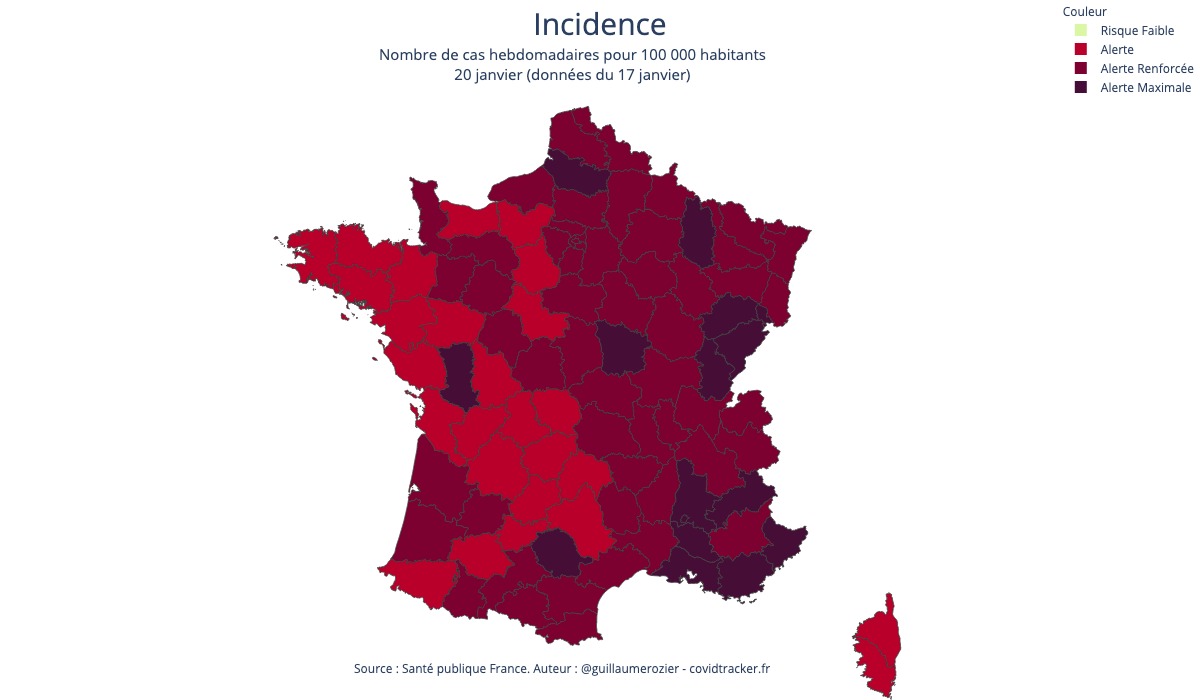 Incidence
Nombre de cas hebdomadaires pour 100 000 habitants
20 janvier (données du 17 janvier)
Couleur
Risque Faible
Alerte
Alerte Renforcée
Alerte Maximale
Source : Santé publique France. Auteur : @guillaumerozier - covidtracker.fr